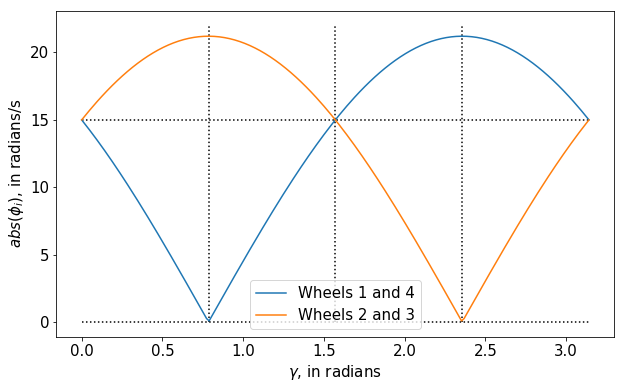 20
15
10
5
0
abs(ϕᵢ), in radians/s
Wheels 1 and 4
Wheels 2 and 3
0.0 0.5 1.0 1.5 2.0 2.5 3.0
γ, in radians